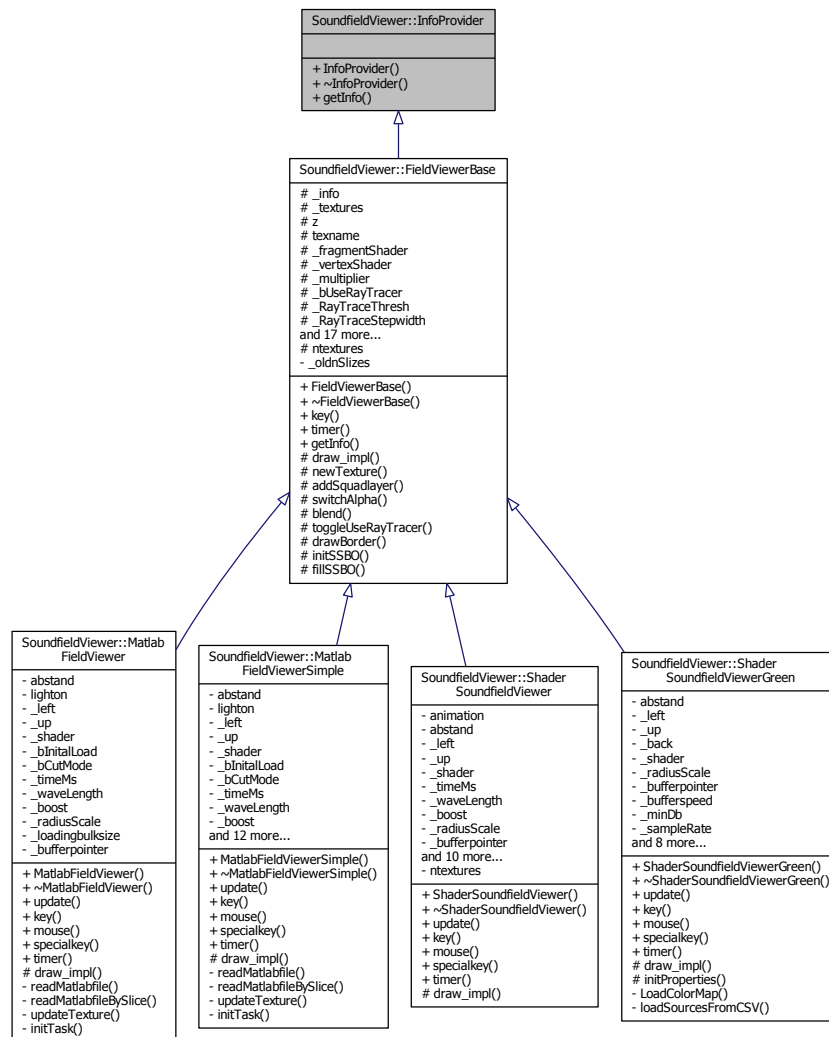 SoundfieldViewer::InfoProvider
+ InfoProvider()
+ ~InfoProvider()
+ getInfo()
SoundfieldViewer::FieldViewerBase
# _info
# _textures
# z
# texname
# _fragmentShader
# _vertexShader
# _multiplier
# _bUseRayTracer
# _RayTraceThresh
# _RayTraceStepwidth
and 17 more...
# ntextures
- _oldnSlizes
+ FieldViewerBase()
+ ~FieldViewerBase()
+ key()
+ timer()
+ getInfo()
# draw_impl()
# newTexture()
# addSquadlayer()
# switchAlpha()
# blend()
# toggleUseRayTracer()
# drawBorder()
# initSSBO()
# fillSSBO()
SoundfieldViewer::Matlab
FieldViewer
- abstand
- lighton
- _left
- _up
- _shader
- _bInitalLoad
- _bCutMode
- _timeMs
- _waveLength
- _boost
- _radiusScale
- _loadingbulksize
- _bufferpointer
+ MatlabFieldViewer()
+ ~MatlabFieldViewer()
+ update()
+ key()
+ mouse()
+ specialkey()
+ timer()
# draw_impl()
- readMatlabfile()
- readMatlabfileBySlice()
- updateTexture()
- initTask()
SoundfieldViewer::Matlab
FieldViewerSimple
- abstand
- lighton
- _left
- _up
- _shader
- _bInitalLoad
- _bCutMode
- _timeMs
- _waveLength
- _boost
and 12 more...
+ MatlabFieldViewerSimple()
+ ~MatlabFieldViewerSimple()
+ update()
+ key()
+ mouse()
+ specialkey()
+ timer()
# draw_impl()
- readMatlabfile()
- readMatlabfileBySlice()
- updateTexture()
- initTask()
SoundfieldViewer::Shader
SoundfieldViewer
- animation
- abstand
- _left
- _up
- _shader
- _timeMs
- _waveLength
- _boost
- _radiusScale
- _bufferpointer
and 10 more...
- ntextures
+ ShaderSoundfieldViewer()
+ ~ShaderSoundfieldViewer()
+ update()
+ key()
+ mouse()
+ specialkey()
+ timer()
# draw_impl()
SoundfieldViewer::Shader
SoundfieldViewerGreen
- abstand
- _left
- _up
- _back
- _shader
- _radiusScale
- _bufferpointer
- _bufferspeed
- _minDb
- _sampleRate
and 8 more...
+ ShaderSoundfieldViewerGreen()
+ ~ShaderSoundfieldViewerGreen()
+ update()
+ key()
+ mouse()
+ specialkey()
+ timer()
# draw_impl()
# initProperties()
- LoadColorMap()
- loadSourcesFromCSV()